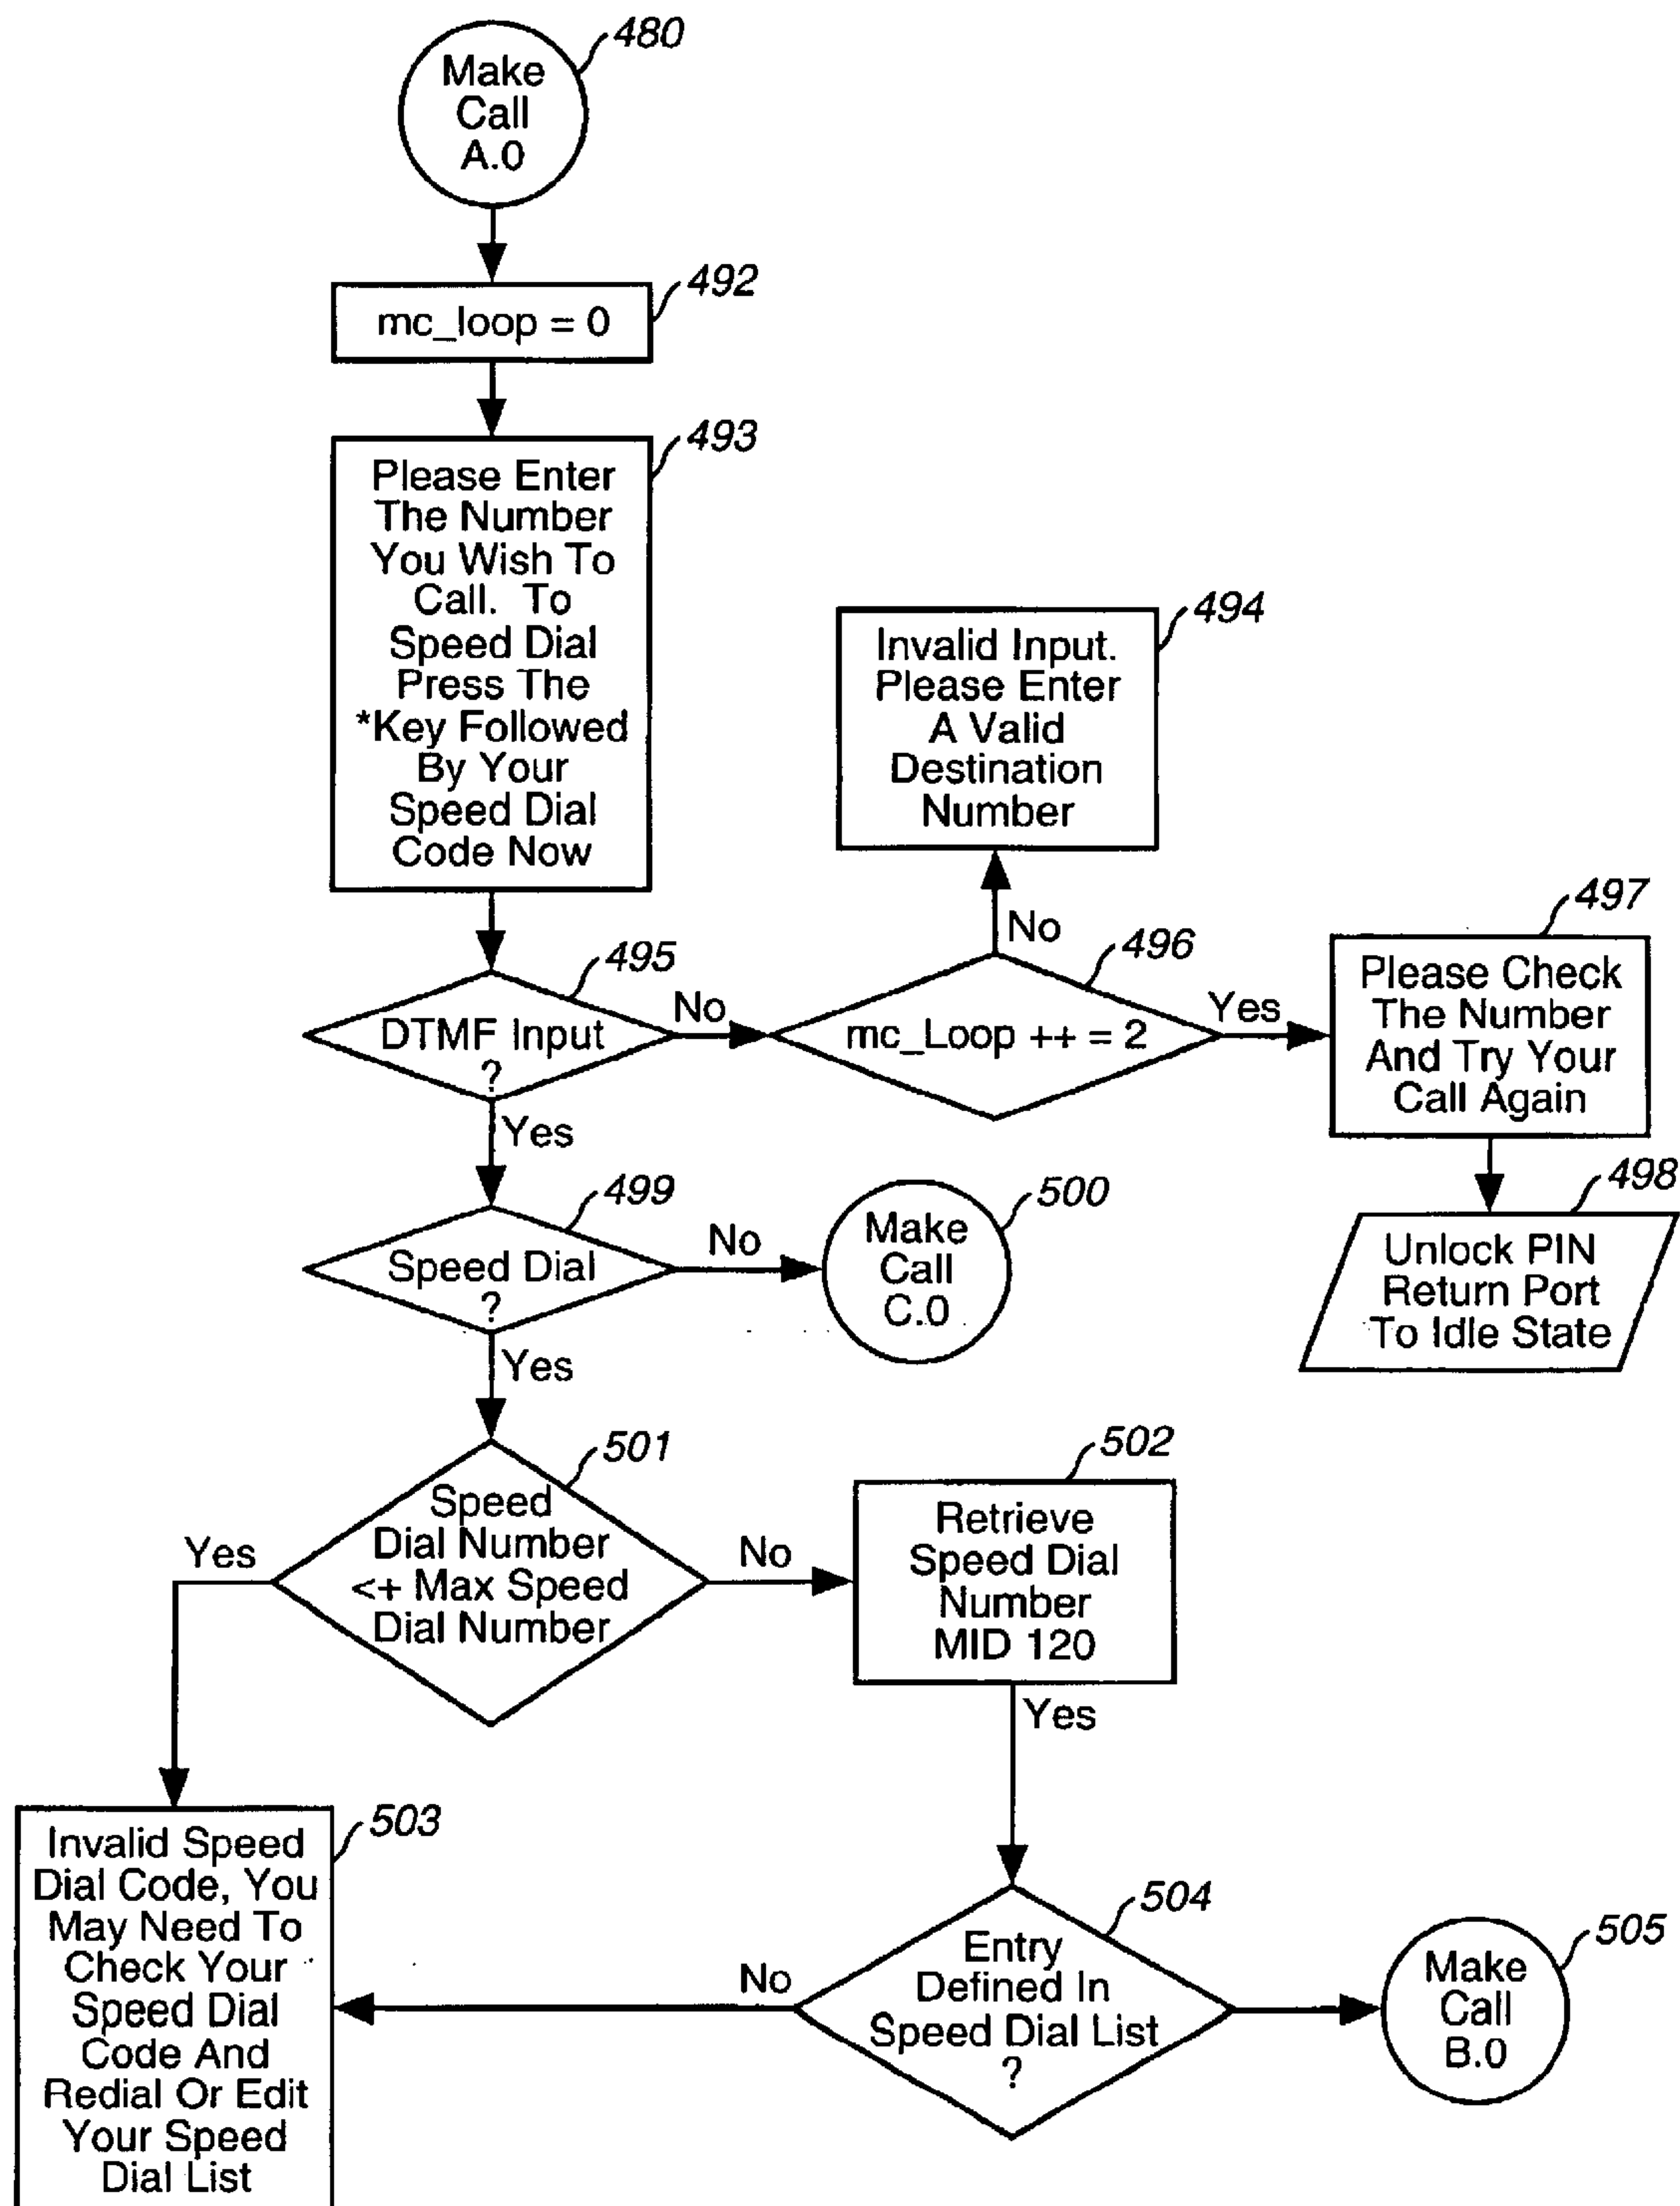 480
Make
Call
A.0
492
mc_loop = 0
493
Please Enter
The Number
You Wish To
Call. To
Speed Dial
Press The
*Key Followed
By Your
Speed Dial
Code Now
494
Invalid Input.
Please Enter
A Valid
Destination
Number
No
495
DTMF Input
?
No
496
mc_Loop ++ = 2
Yes
497
Please Check
The Number
And Try Your
Call Again
Yes
498
Unlock PIN
Return Port
To Idle State
499
Speed Dial
?
No
500
Make
Call
C.0
Yes
501
Speed
Dial Number
<+ Max Speed
Dial Number
Yes
No
502
Retrieve
Speed Dial
Number
MID 120
Yes
503
Invalid Speed
Dial Code, You
May Need To
Check Your
Speed Dial
Code And
Redial Or Edit
Your Speed
Dial List
504
Entry
Defined In
Speed Dial List
?
No
505
Make
Call
B.0